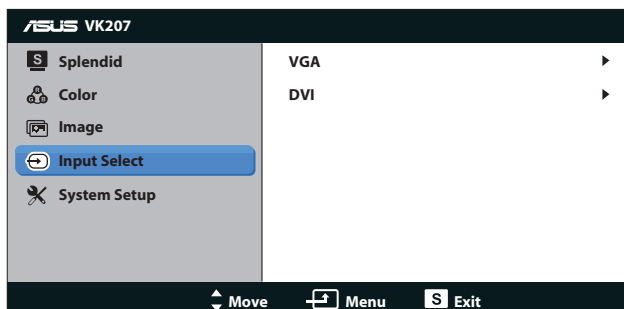 ASUS VK207
S Splendid
R G B Color
Image
Input Select
System Setup
VGA
DVI
Move Menu S Exit